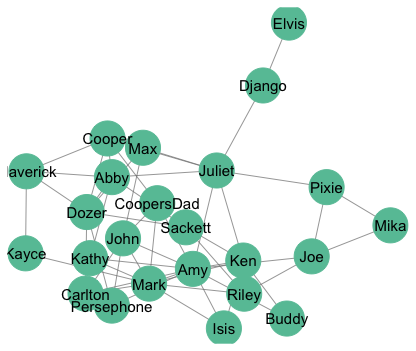 Elvis
Django
Cooper
Max
Juliet
averick
Abby
Pixie
CoopersDad
Dozer
Sackett
Mika
John
Kayce
Kathy
Ken
Joe
Amy
Mark
Carlton
Riley
Persephone
Buddy
Isis